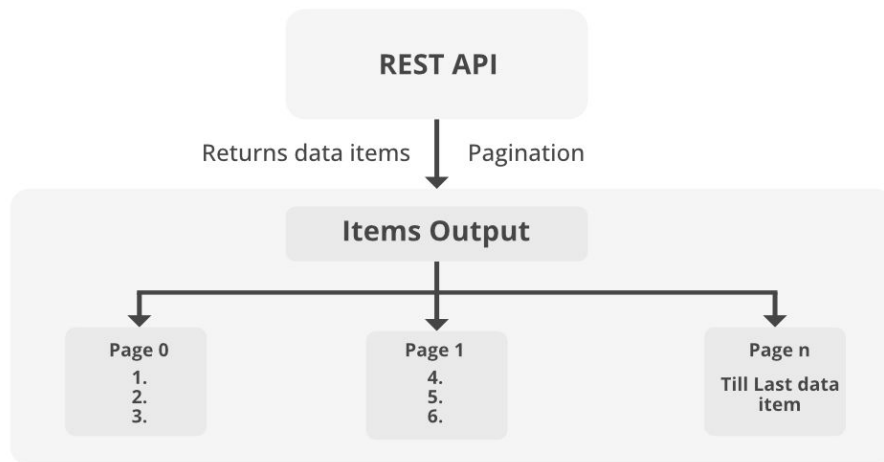 REST API
Returns data items
Pagination
Items Output
Page 0
1.
2.
3.
Page 1
4.
5.
6.
Page n
Till Last data
item